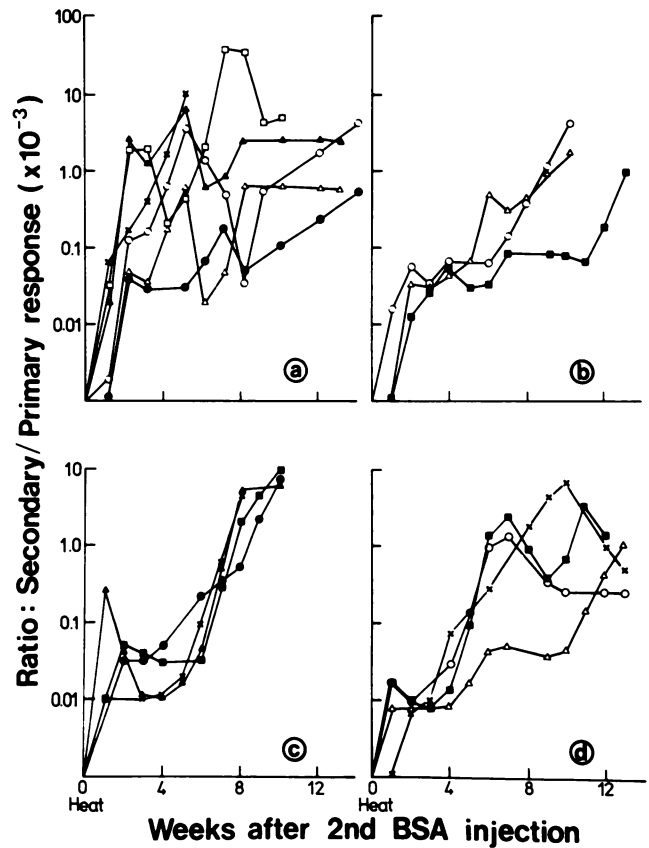 Ratio : Secondary/ Primary response ( x10⁻³)
100
10
1.0
0.1
0.01
a
b
10
1.0
0.1
0.01
c
d
0 4 8 12
Heat
0 4 8 12
Heat
Weeks after 2nd BSA injection